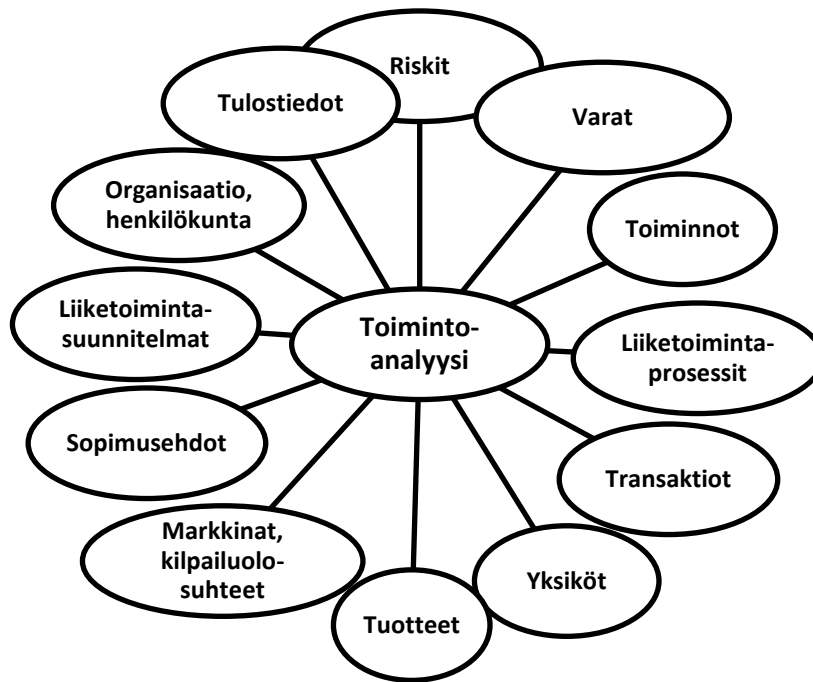 Riskit
Tulostiedot
Varat
Organisaatio,
henkilökunta
Toiminnot
Liiketoiminta-
suunnitelmat
Toiminto-
analyysi
Liiketoiminta-
prosessit
Sopimusehdot
Transaktiot
Markkinat,
kilpailuolo-
suhteet
Yksiköt
Tuotteet